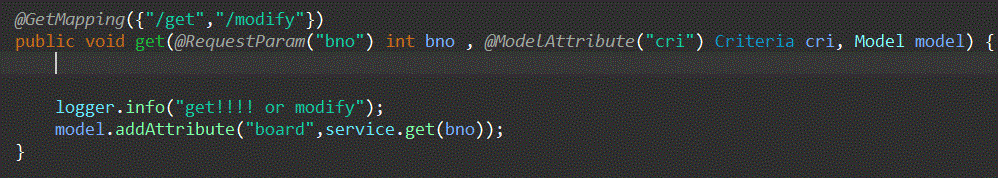 @GetMapping({"/get","/modify"})
public void get(@RequestParam("bno") int bno , @ModelAttribute("cri") Criteria cri, Model model) {
logger.info("get!!!! or modify");
model.addAttribute("board",service.get(bno));
}